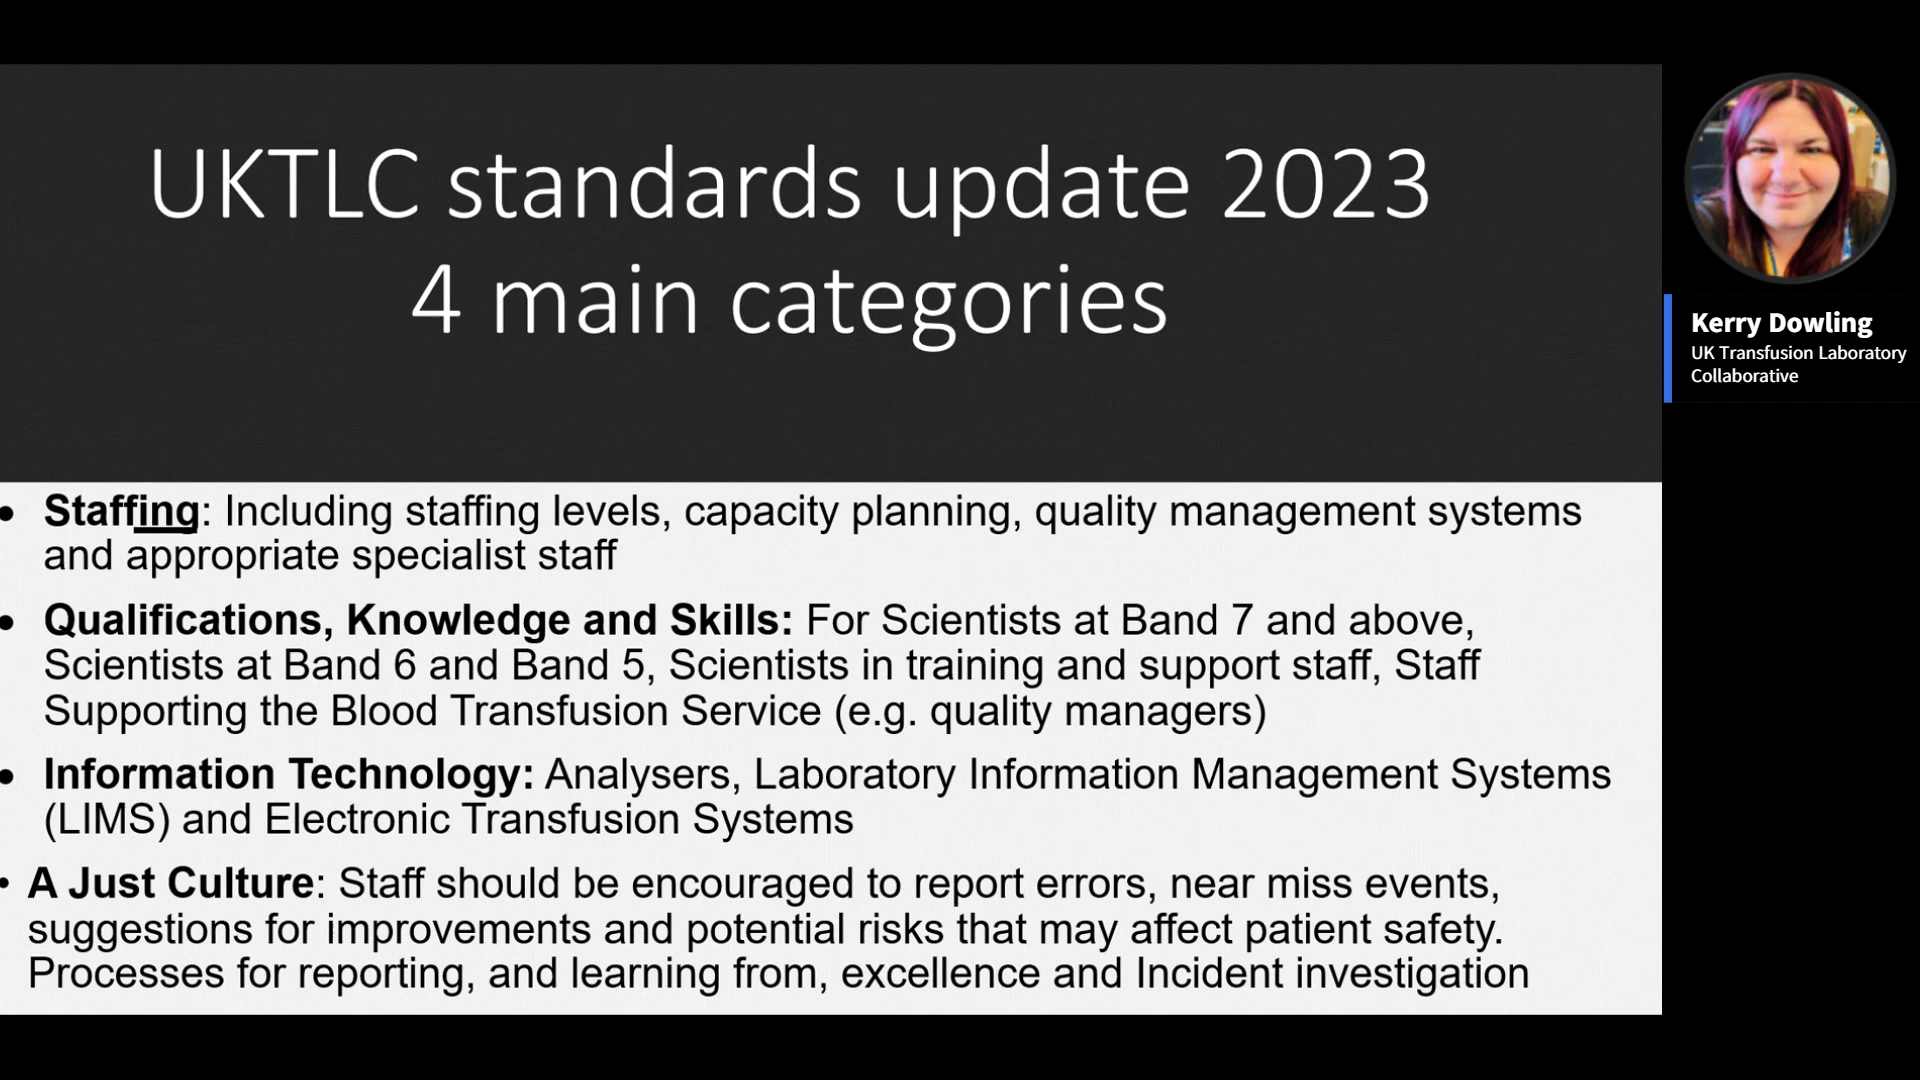 UKTLC standards update 2023
4 main categories
Kerry Dowling
UK Transfusion Laboratory
Collaborative
• Staffing: Including staffing levels, capacity planning, quality management systems
and appropriate specialist staff
• Qualifications, Knowledge and Skills: For Scientists at Band 7 and above,
Scientists at Band 6 and Band 5, Scientists in training and support staff, Staff
Supporting the Blood Transfusion Service (e.g. quality managers)
• Information Technology: Analysers, Laboratory Information Management Systems
(LIMS) and Electronic Transfusion Systems
• A Just Culture: Staff should be encouraged to report errors, near miss events,
suggestions for improvements and potential risks that may affect patient safety.
Processes for reporting, and learning from, excellence and Incident investigation